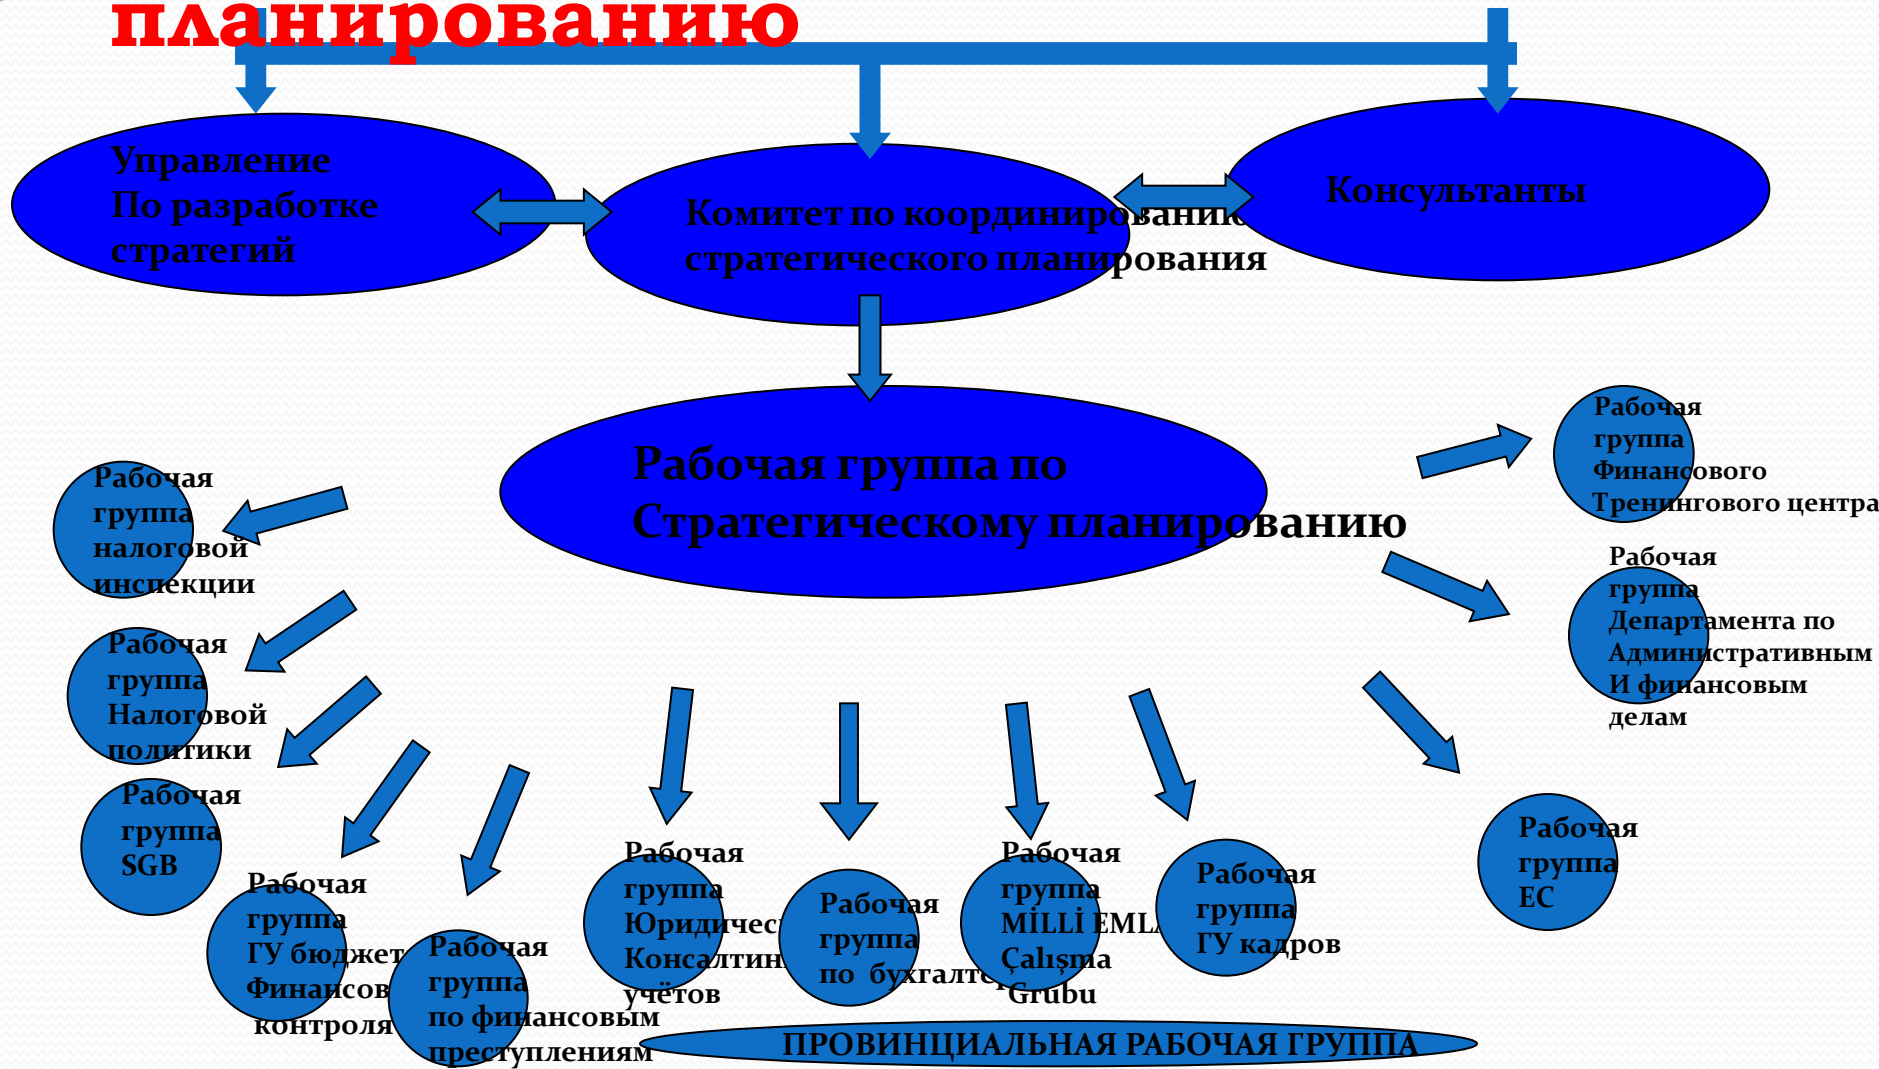 планированию
Управление
По разработке
стратегий
Комитет по координированию
стратегического планирования
Консультанты
Рабочая группа по
Стратегическому планированию
Рабочая
группа
Финансового
Тренингового центра
Рабочая
группа
налоговой
инспекции
Рабочая
группа
Департамента по
Административным
И финансовым
делам
Рабочая
группа
Налоговой
политики
Рабочая
группа
SGB
Рабочая
группа
ГУ бюджет
Финансов
контроля
Рабочая
группа
по финансовым
преступлениям
Рабочая
группа
Юридичес
Консалтин
учётов
Рабочая
группа
по бухгалте
Рабочая
группа
MİLLİ EMLA
Çalışma
Grubu
Рабочая
группа
ГУ кадров
Рабочая
группа
ЕС
ПРОВИНЦИАЛЬНАЯ РАБОЧАЯ ГРУППА